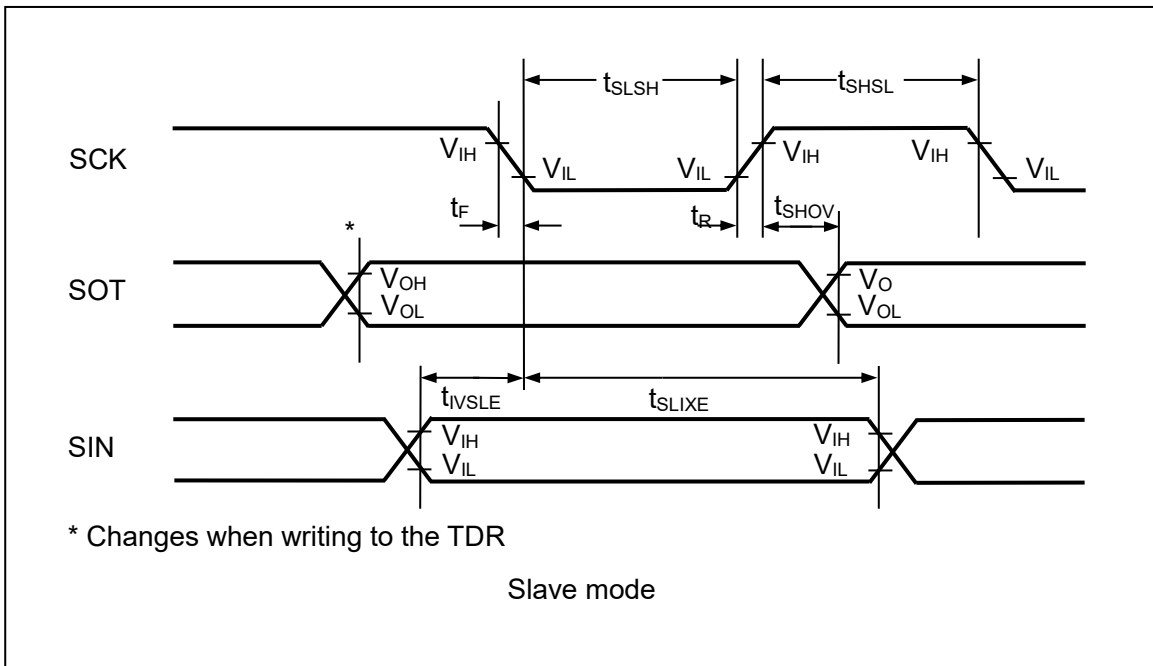 tSLSH tSHSL
SCK VIH VIL VIL VIH VIH VIL
tF tR tSHOV
*
SOT VOH VO
VOL VOL
tIVSLE tSLIXE
SIN VIH VIH
VIL VIL
* Changes when writing to the TDR
Slave mode